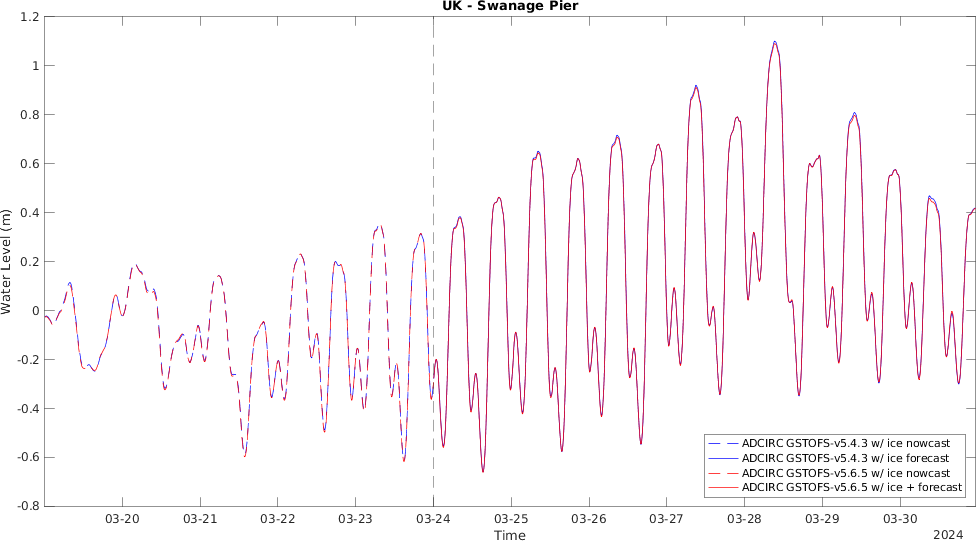 UK - Swanage Pier
1.2
1
0.8
0.6
0.4
0.2
0
-0.2
-0.4
-0.6
-0.8
Water Level (m)
ADCIRC GSTOFS-v5.4.3 w/ ice nowcast
ADCIRC GSTOFS-v5.4.3 w/ ice forecast
ADCIRC GSTOFS-v5.6.5 w/ ice nowcast
ADCIRC GSTOFS-v5.6.5 w/ ice + forecast
03-20 03-21 03-22 03-23 03-24 03-25 03-26 03-27 03-28 03-29 03-30
Time
2024